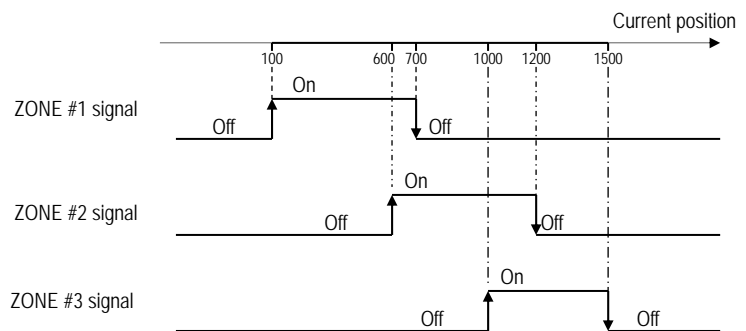 Current position
100 600 700 1000 1200 1500
On
ZONE #1 signal
Off Off
On
ZONE #2 signal
Off Off
On
ZONE #3 signal
Off Off